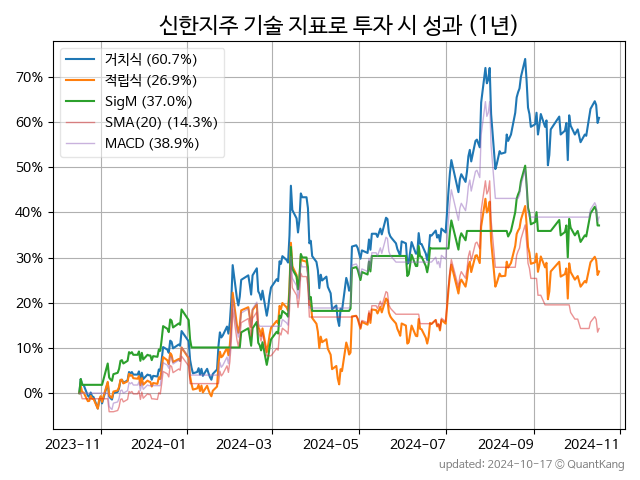 신한지주 기술 지표로 투자 시 성과 (1년)
거치식 (60.7%)
적립식 (26.9%)
SigM (37.0%)
SMA(20) (14.3%)
MACD (38.9%)
70%
60%
50%
40%
30%
20%
10%
0%
2023-11 2024-01 2024-03 2024-05 2024-07 2024-09 2024-11
updated: 2024-10-17 © QuantKang